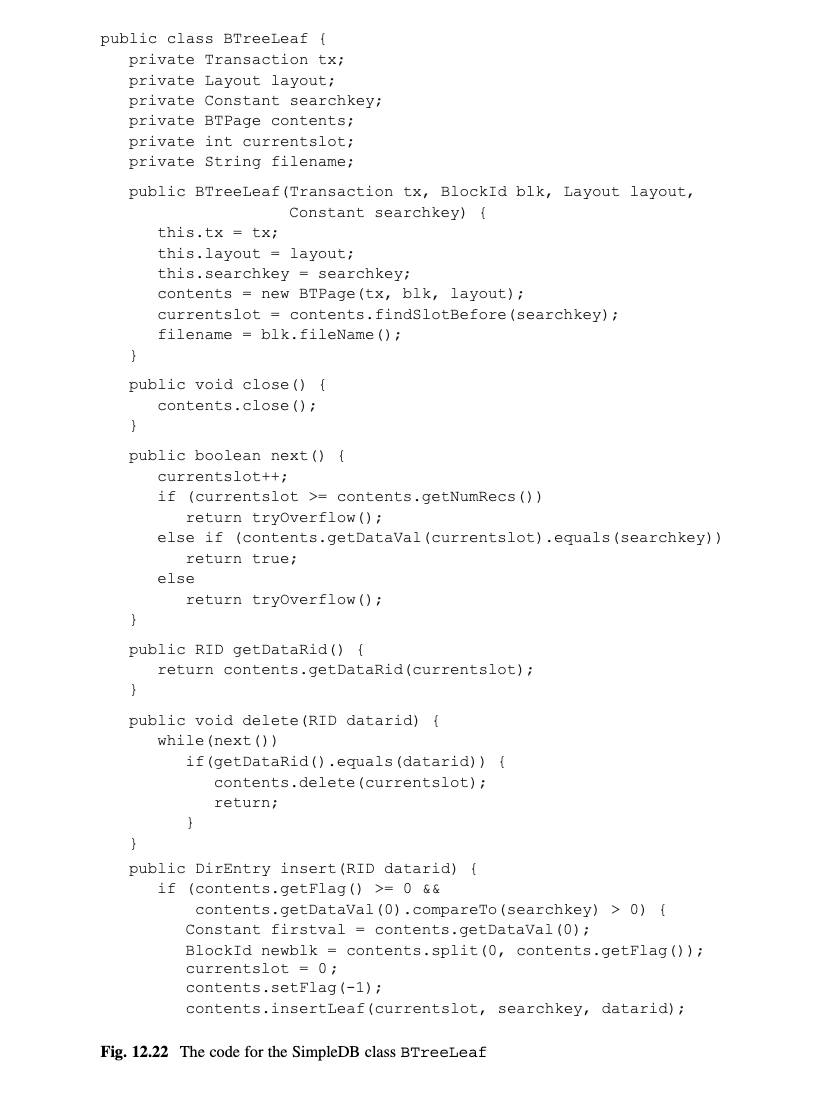 public class BTreeLeaf {
private Transaction tx;
private Layout layout;
private Constant searchkey;
private BTPage contents;
private int currentslot;
private String filename;
public BTreeLeaf(Transaction tx, BlockId blk, Layout layout,
Constant searchkey) {
this.tx = tx;
this.layout = layout;
this.searchkey = searchkey;
contents = new BTPage(tx, blk, layout);
currentslot = contents.findSlotBefore(searchkey);
filename = blk.fileName();
}
public void close() {
contents.close();
}
public boolean next() {
currentslot++;
if (currentslot >= contents.getNumRecs())
return tryOverflow();
else if (contents.getDataVal(currentslot).equals(searchkey))
return true;
else
return tryOverflow();
}
public RID getDataRid() {
return contents.getDataRid(currentslot);
}
public void delete(RID datarid) {
while(next())
if(getDataRid().equals(datarid)) {
contents.delete(currentslot);
return;
}
}
public DirEntry insert(RID datarid) {
if (contents.getFlag() >= 0 &&
contents.getDataVal(0).compareTo(searchkey) > 0) {
Constant firstval = contents.getDataVal(0);
BlockId newblk = contents.split(0, contents.getFlag());
currentslot = 0;
contents.setFlag(-1);
contents.insertLeaf(currentslot, searchkey, datarid);
Fig. 12.22 The code for the SimpleDB class BTreeLeaf